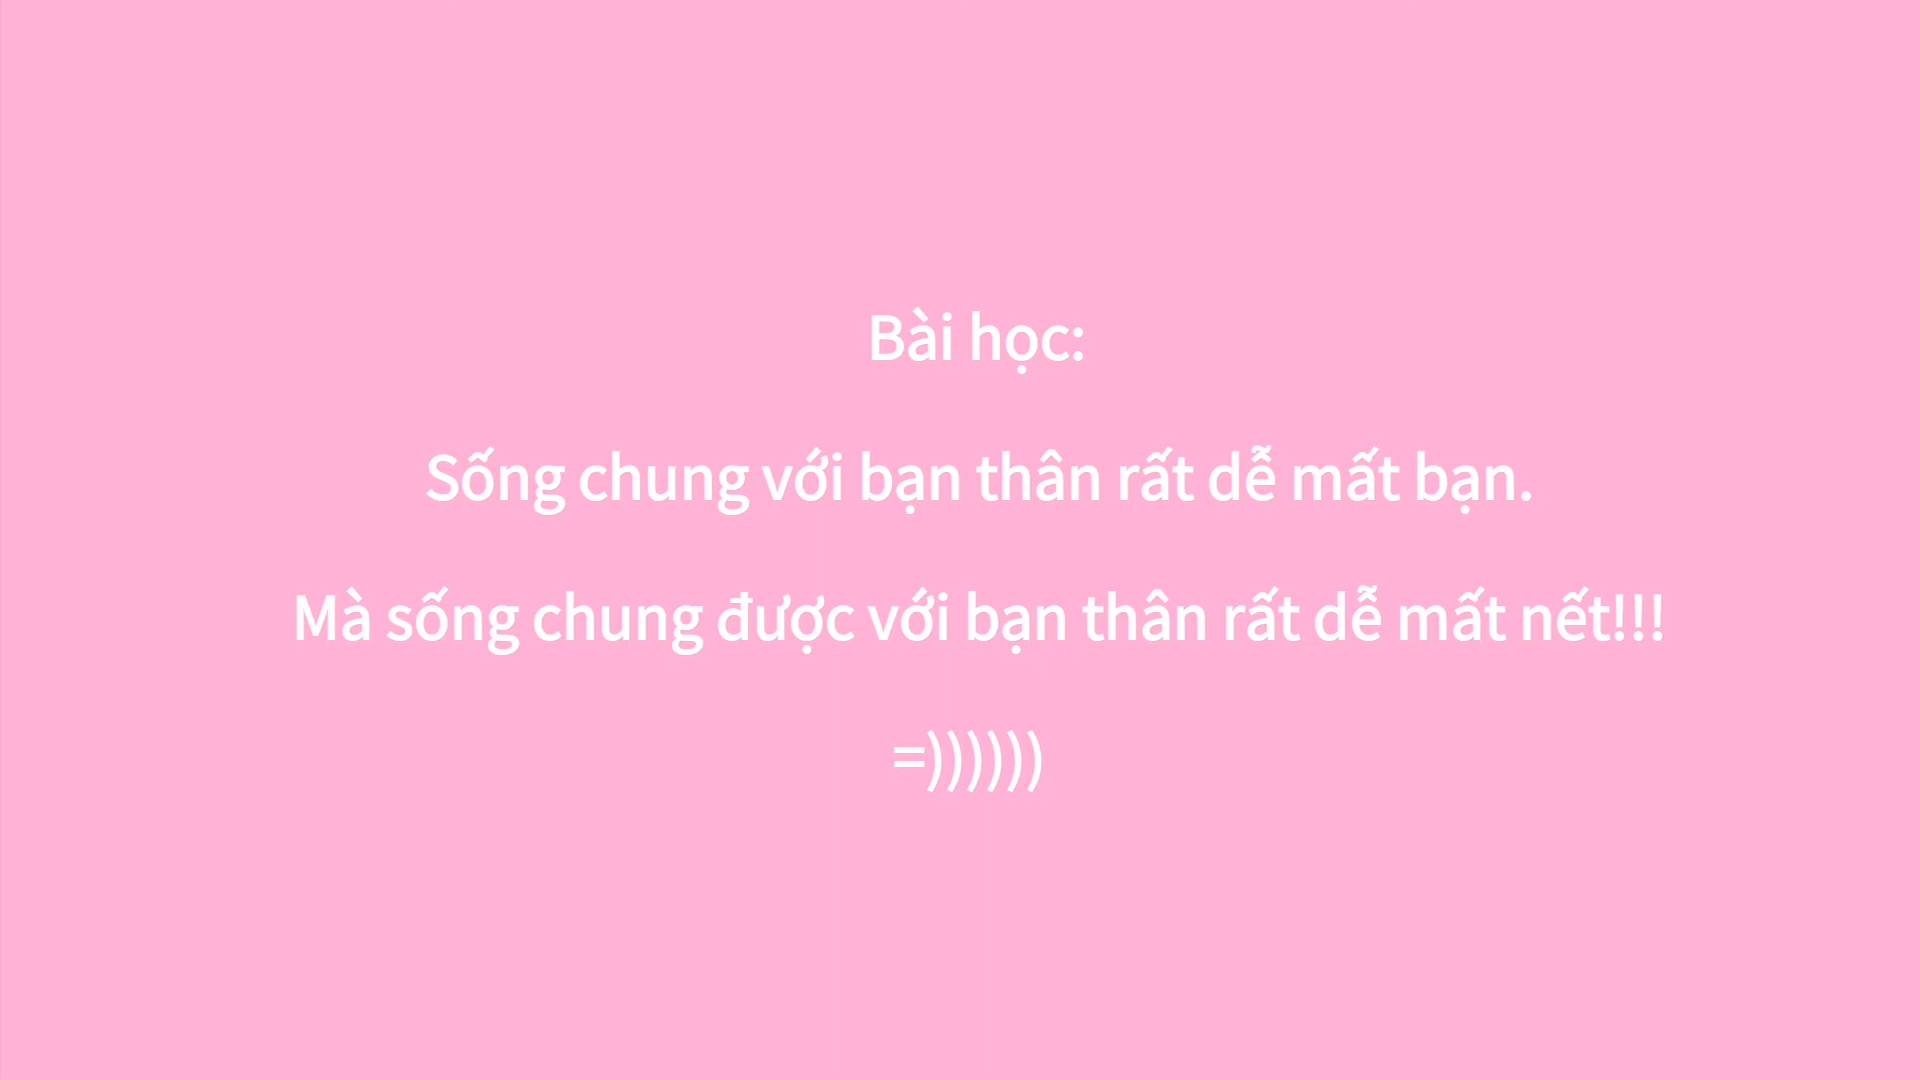 Bài học:
Sống chung với bạn thân rất dễ mất bạn.
Mà sống chung được với bạn thân rất dễ mất nết!!!
=))))))